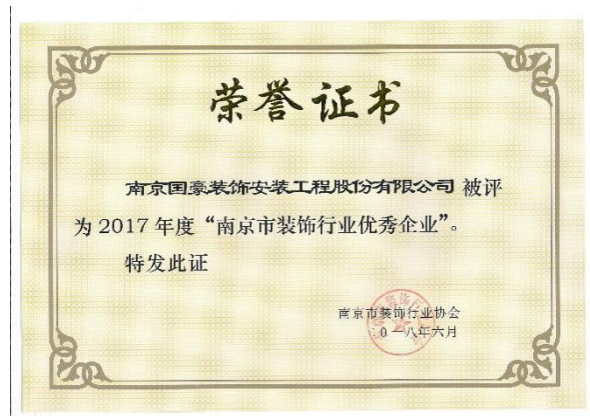 荣誉证书
南京国豪装饰安装工程股份有限公司 被评
为 2017 年度“南京市装饰行业优秀企业”。
特发此证
南京市装饰行业协会
0一八年六月